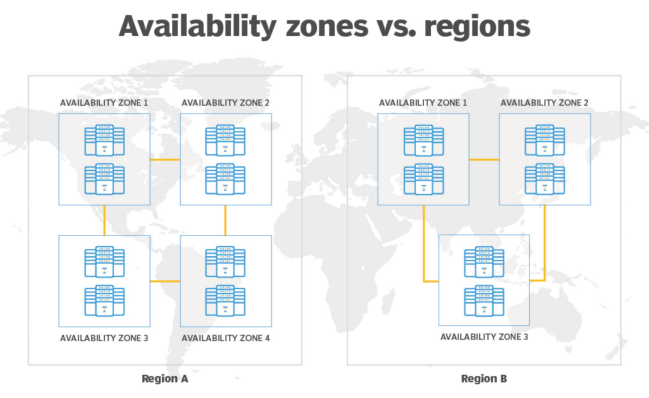 Availability zones vs. regions
AVAILABILITY ZONE 1
AVAILABILITY ZONE 2
AVAILABILITY ZONE 3
AVAILABILITY ZONE 4
Region A
AVAILABILITY ZONE 1
AVAILABILITY ZONE 2
AVAILABILITY ZONE 3
Region B